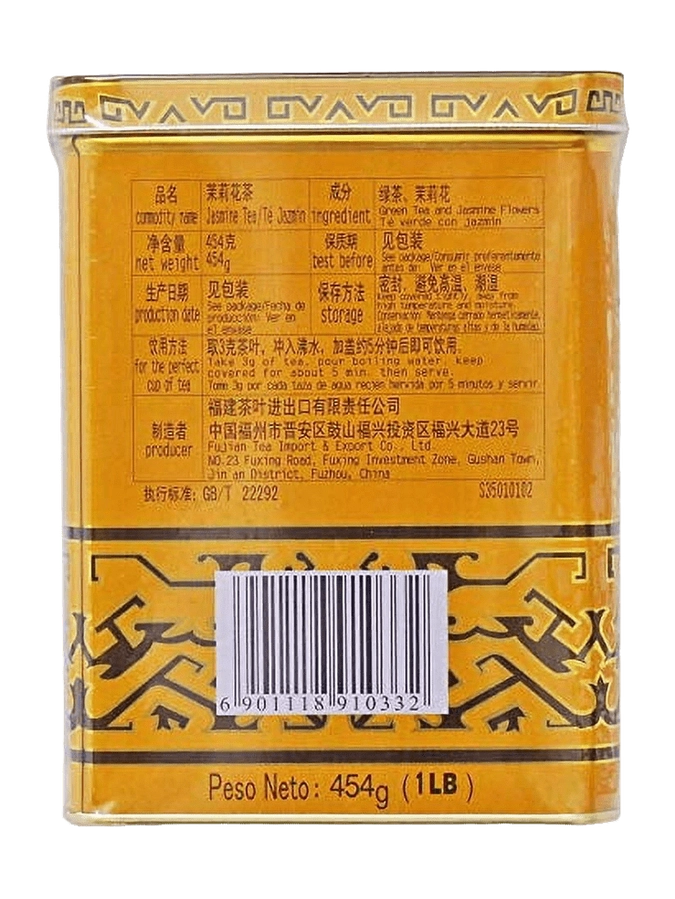 品名 茉莉花茶 成分 绿茶、茉莉花
commodity name Jasmine Tea/Té Jazmín ingredient Green Tea and Jasmine Flowers
Té verde con jazmín
净含量 454克 保质期 见包装
net weight 454g best before See package/Consumir preferentemente
antes de: Ver en el envase
生产日期 见包装 保存方法 密封，避免高温、潮湿
production date See package/Fecha de producción: Ver en el envase storage Keep covered tightly, away from
high temperature and moisture.
Conservación: Mantenga cerrado herméticamente,
alejado de temperaturas altas y de la humedad.
饮用方法 取3克茶叶，冲入沸水，加盖约5分钟后即可饮用.
for the perfect cup of tea Take 3g of tea, pour boiling water, keep
covered for about 5 min. then serve.
Tome 3g por cada taza de agua recién hervida por 5 minutos y servir.
制造者 福建茶叶进出口有限责任公司
中国福州市晋安区鼓山福兴投资区福兴大道23号
producer Fujian Tea Import & Export Co., Ltd.
NO.23 Fuxing Road, Fuxing Investment Zone, Gushan Town,
Jin'an District, Fuzhou, China
执行标准: GB/T 22292 S35010102
6 901118 910332
Peso Neto: 454g (1LB)